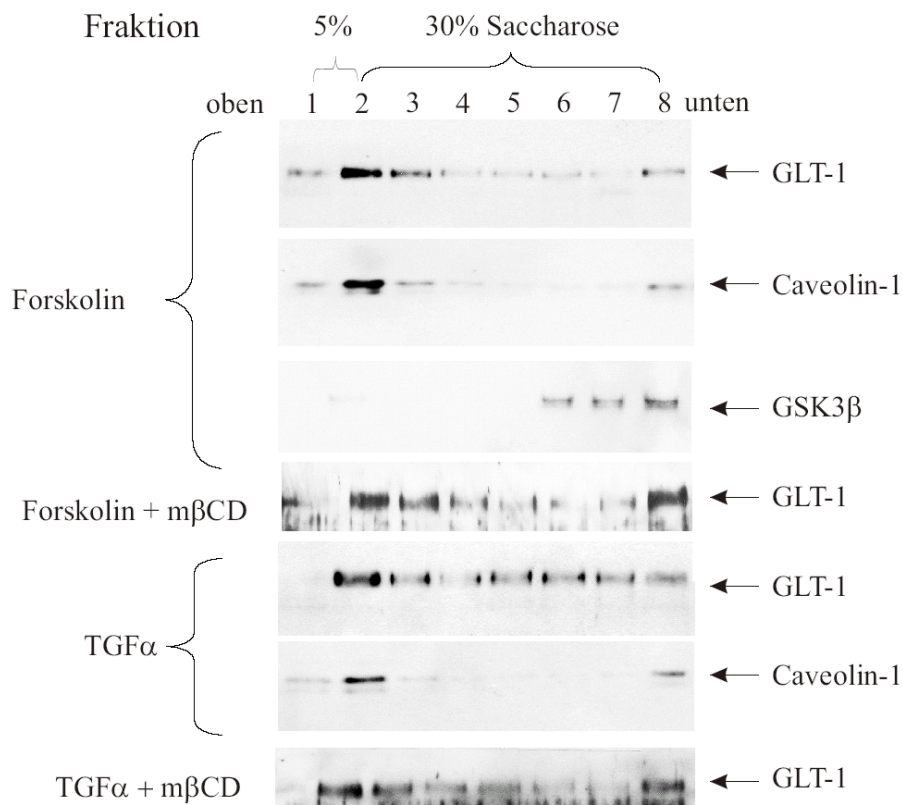 Fraktion 5% 30% Saccharose
oben 1 2 3 4 5 6 7 8 unten
GLT-1
Caveolin-1
Forskolin
GSK3β
Forskolin + mβCD GLT-1
GLT-1
TGFα
Caveolin-1
TGFα + mβCD GLT-1